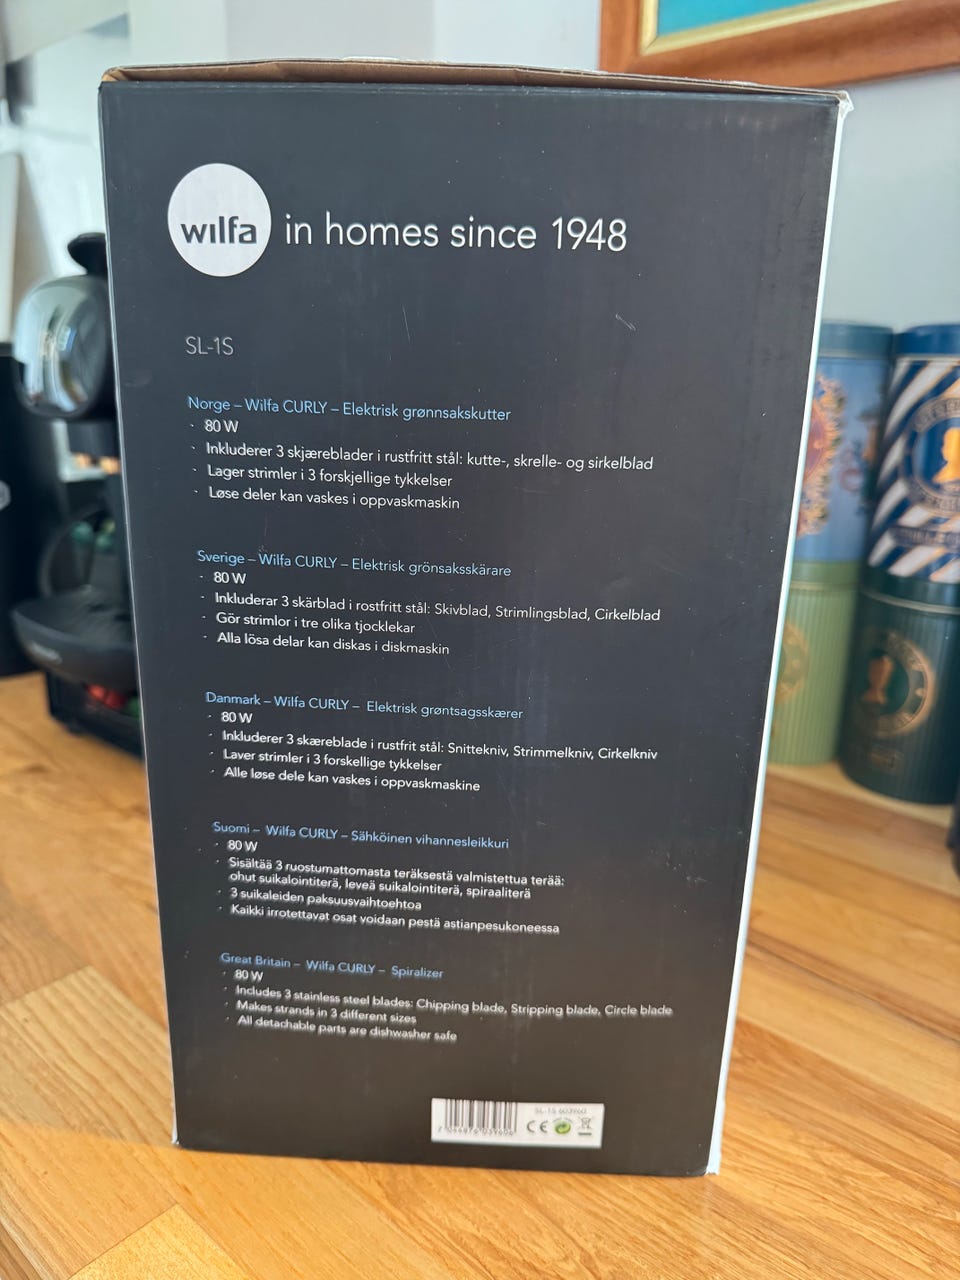 wilfa in homes since 1948
SL-1S
Norge – Wilfa CURLY – Elektrisk grønnsakskutter
· 80 W
· Inkluderer 3 skjæreblader i rustfritt stål: kutte-, skrelle- og sirkelblad
· Lager strimler i 3 forskjellige tykkelser
· Løse deler kan vaskes i oppvaskmaskin
Sverige – Wilfa CURLY – Elektrisk grönsaksskärare
· 80 W
· Inkluderar 3 skärblad i rostfritt stål: Skivblad, Strimlingsblad, Cirkelblad
· Gör strimlor i tre olika tjocklekar
· Alla lösa delar kan diskas i diskmaskin
Danmark – Wilfa CURLY – Elektrisk grøntsagsskærer
· 80 W
· Inkluderer 3 skæreblade i rustfrit stål: Snittekniv, Strimmelkniv, Cirkelkniv
· Laver strimler i 3 forskellige tykkelser
· Alle løse dele kan vaskes i oppvaskmaskine
Suomi – Wilfa CURLY – Sähköinen vihannesleikkuri
· 80 W
· Sisältää 3 ruostumattomasta teräksestä valmistettua terää:
ohut suikalointiterä, leveä suikalointiterä, spiraaliterä
· 3 suikaleiden paksuusvaihtoehtoa
· Kaikki irrotettavat osat voidaan pestä astianpesukoneessa
Great Britain – Wilfa CURLY – Spiralizer
· 80 W
· Includes 3 stainless steel blades: Chipping blade, Stripping blade, Circle blade
· Makes strands in 3 different sizes
· All detachable parts are dishwasher safe
SL-1S 603960
CE